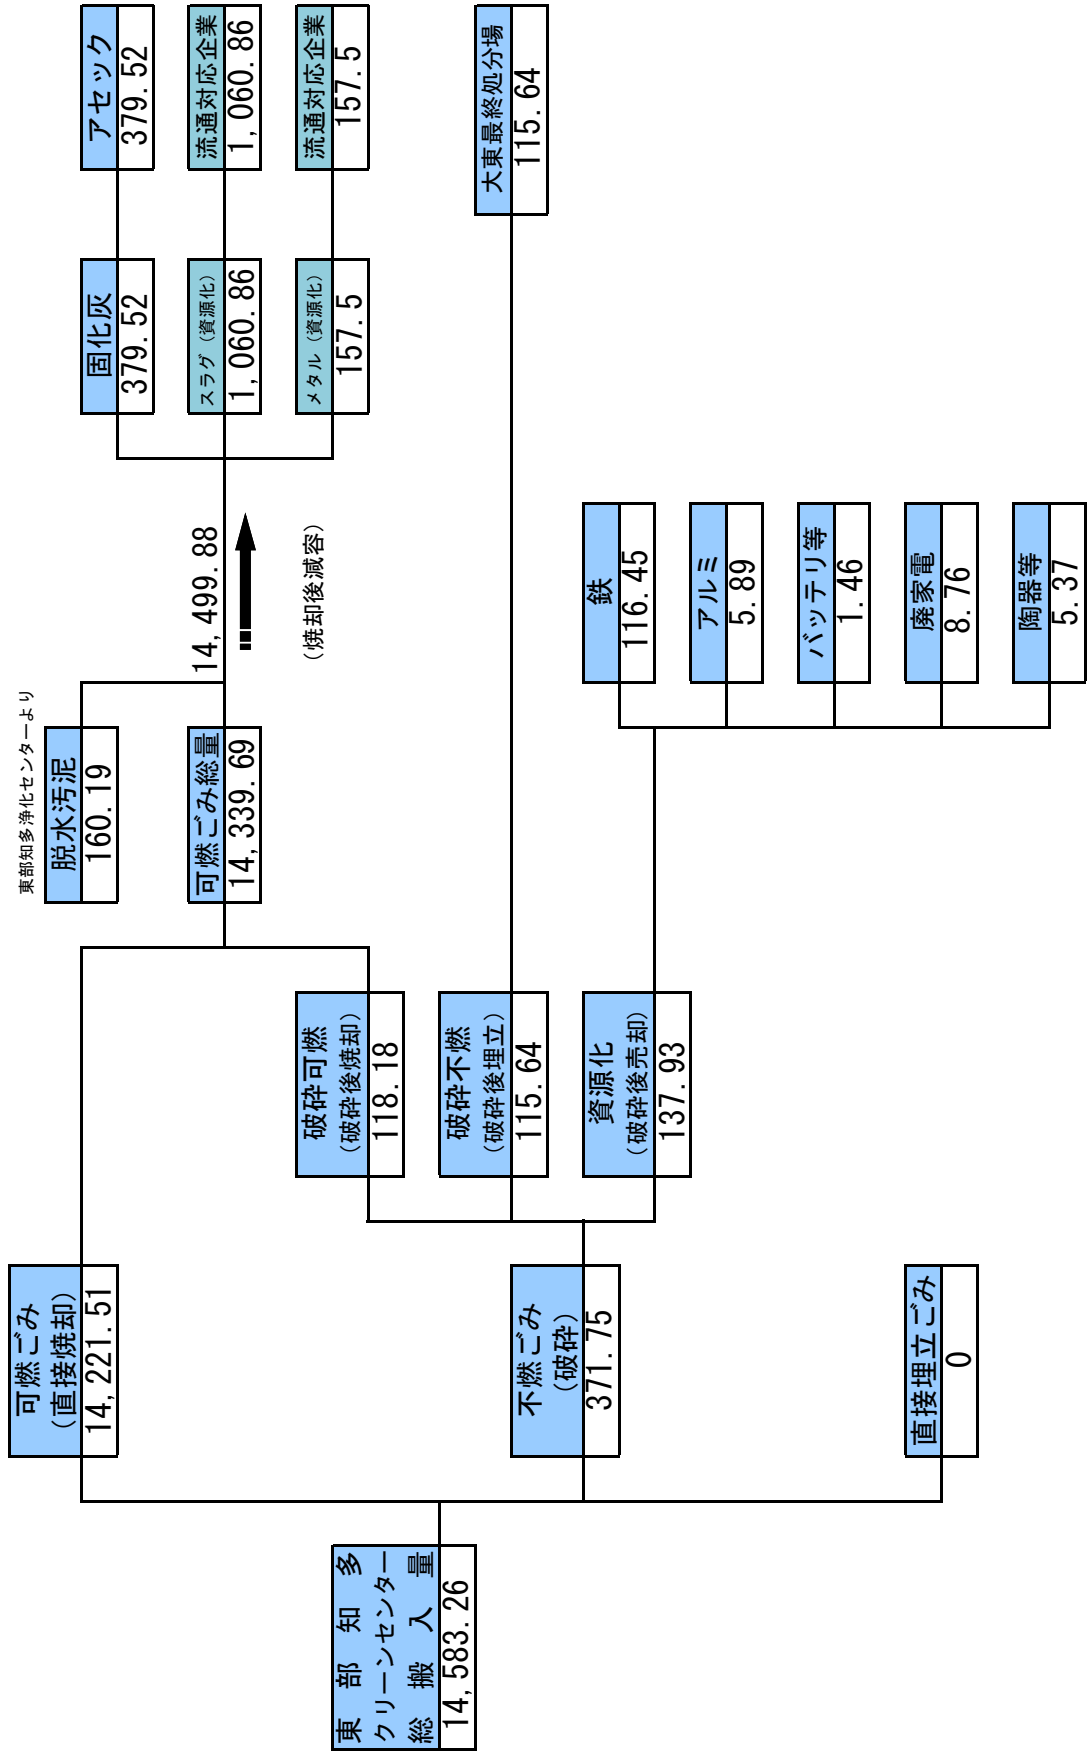 東部知多
クリーンセンター
総搬入量
14,583.26
可燃ごみ
(直接焼却)
14,221.51
不燃ごみ
(破砕)
371.75
直接埋立ごみ
0
破砕可燃
(破砕後焼却)
118.18
破砕不燃
(破砕後埋立)
115.64
資源化
(破砕後売却)
137.93
東部知多浄化センターより
脱水汚泥
160.19
可燃ごみ総量
14,339.69
14,499.88
(焼却後減容)
鉄
116.45
アルミ
5.89
バッテリ等
1.46
廃家電
8.76
陶器等
5.37
固化灰
379.52
スラグ(資源化)
1,060.86
メタル(資源化)
157.5
アセック
379.52
流通対応企業
1,060.86
流通対応企業
157.5
大東最終処分場
115.64